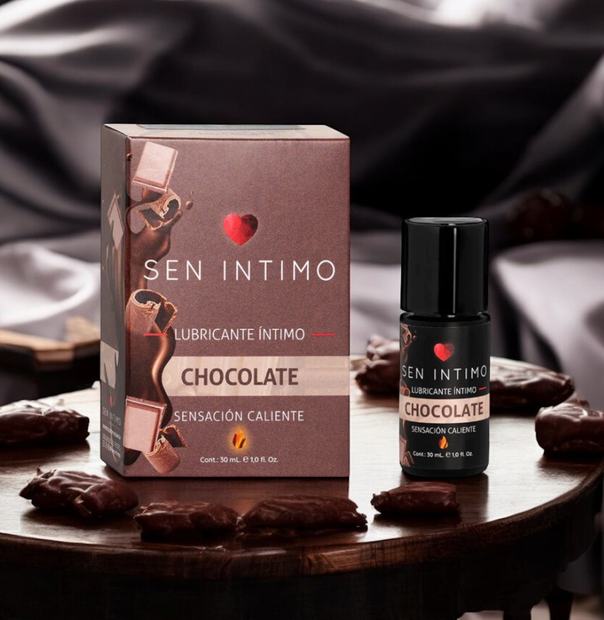 SEN INTIMO
LUBRICANTE ÍNTIMO
CHOCOLATE
SENSACIÓN CALIENTE
Cont.: 30 mL. ℮ 1,0 fl. Oz.
SEN INTIMO
LUBRICANTE ÍNTIMO
CHOCOLATE
SENSACIÓN CALIENTE
Cont.: 30 mL. ℮ 1,0 fl. Oz.